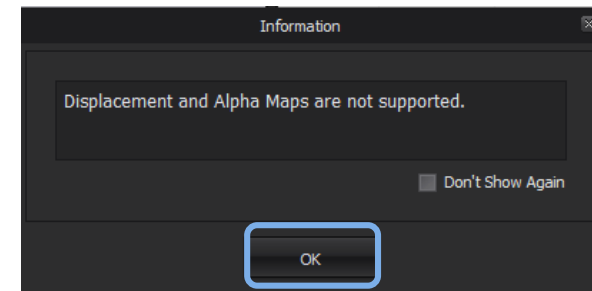 Information
Displacement and Alpha Maps are not supported.
Don't Show Again
OK